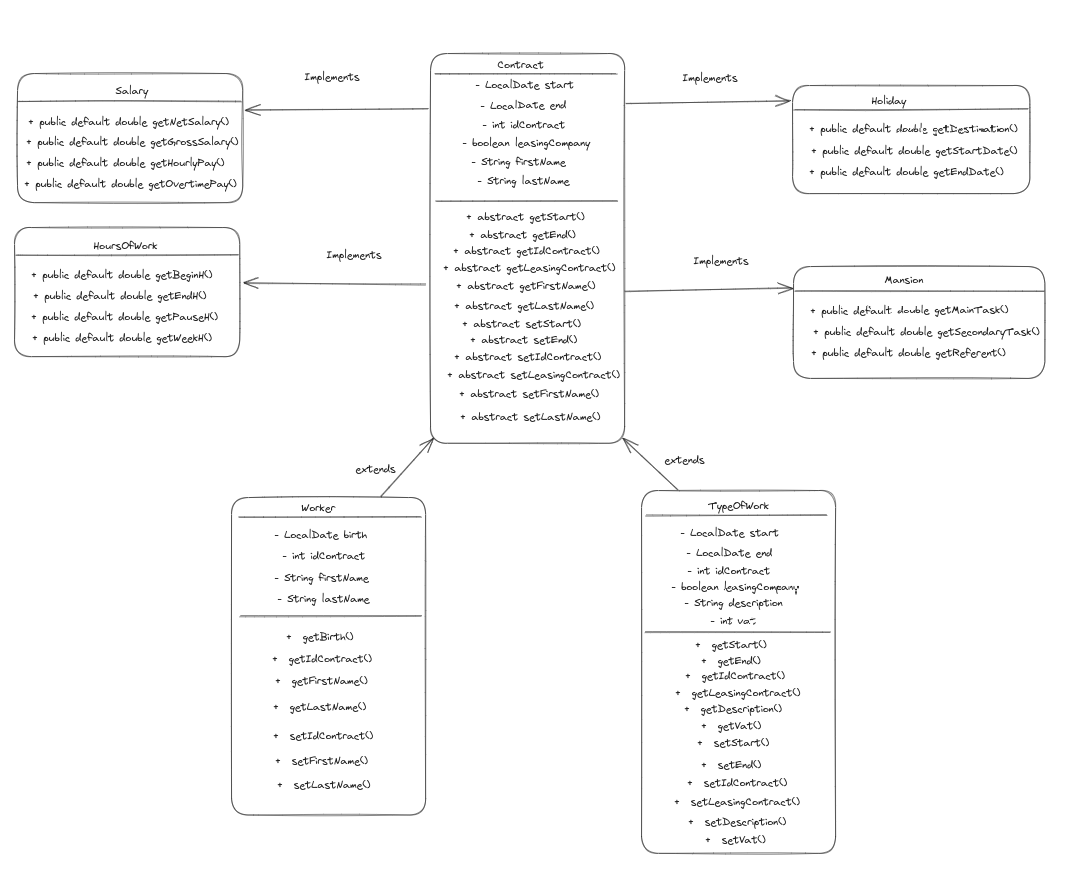 Salary
+ public default double getNetSalary()
+ public default double getGrossSalary()
+ public default double getHourlyPay()
+ public default double getOvertimePay()
HoursOfWork
+ public default double getBeginH()
+ public default double getEndH()
+ public default double getPauseH()
+ public default double getWeekH()
Implements
Implements
Contract
- LocalDate start
- LocalDate end
- int idContract
- boolean leasingCompany
- String firstName
- String lastName
+ abstract getStart()
+ abstract getEnd()
+ abstract getIdContract()
+ abstract getLeasingContract()
+ abstract getFirstName()
+ abstract getLastName()
+ abstract setStart()
+ abstract setEnd()
+ abstract setIdContract()
+ abstract setLeasingContract()
+ abstract setFirstName()
+ abstract setLastName()
Implements
Implements
Holiday
+ public default double getDestination()
+ public default double getStartDate()
+ public default double getEndDate()
Mansion
+ public default double getMainTask()
+ public default double getSecondaryTask()
+ public default double getReferent()
extends
extends
Worker
- LocalDate birth
- int idContract
- String firstName
- String lastName
+ getBirth()
+ getIdContract()
+ getFirstName()
+ getLastName()
+ setIdContract()
+ setFirstName()
+ setLastName()
TypeOfWork
- LocalDate start
- LocalDate end
- int idContract
- boolean leasingCompany
- String description
- int vat
+ getStart()
+ getEnd()
+ getIdContract()
+ getLeasingContract()
+ getDescription()
+ getVat()
+ setStart()
+ setEnd()
+ setIdContract()
+ setLeasingContract()
+ setDescription()
+ setVat()